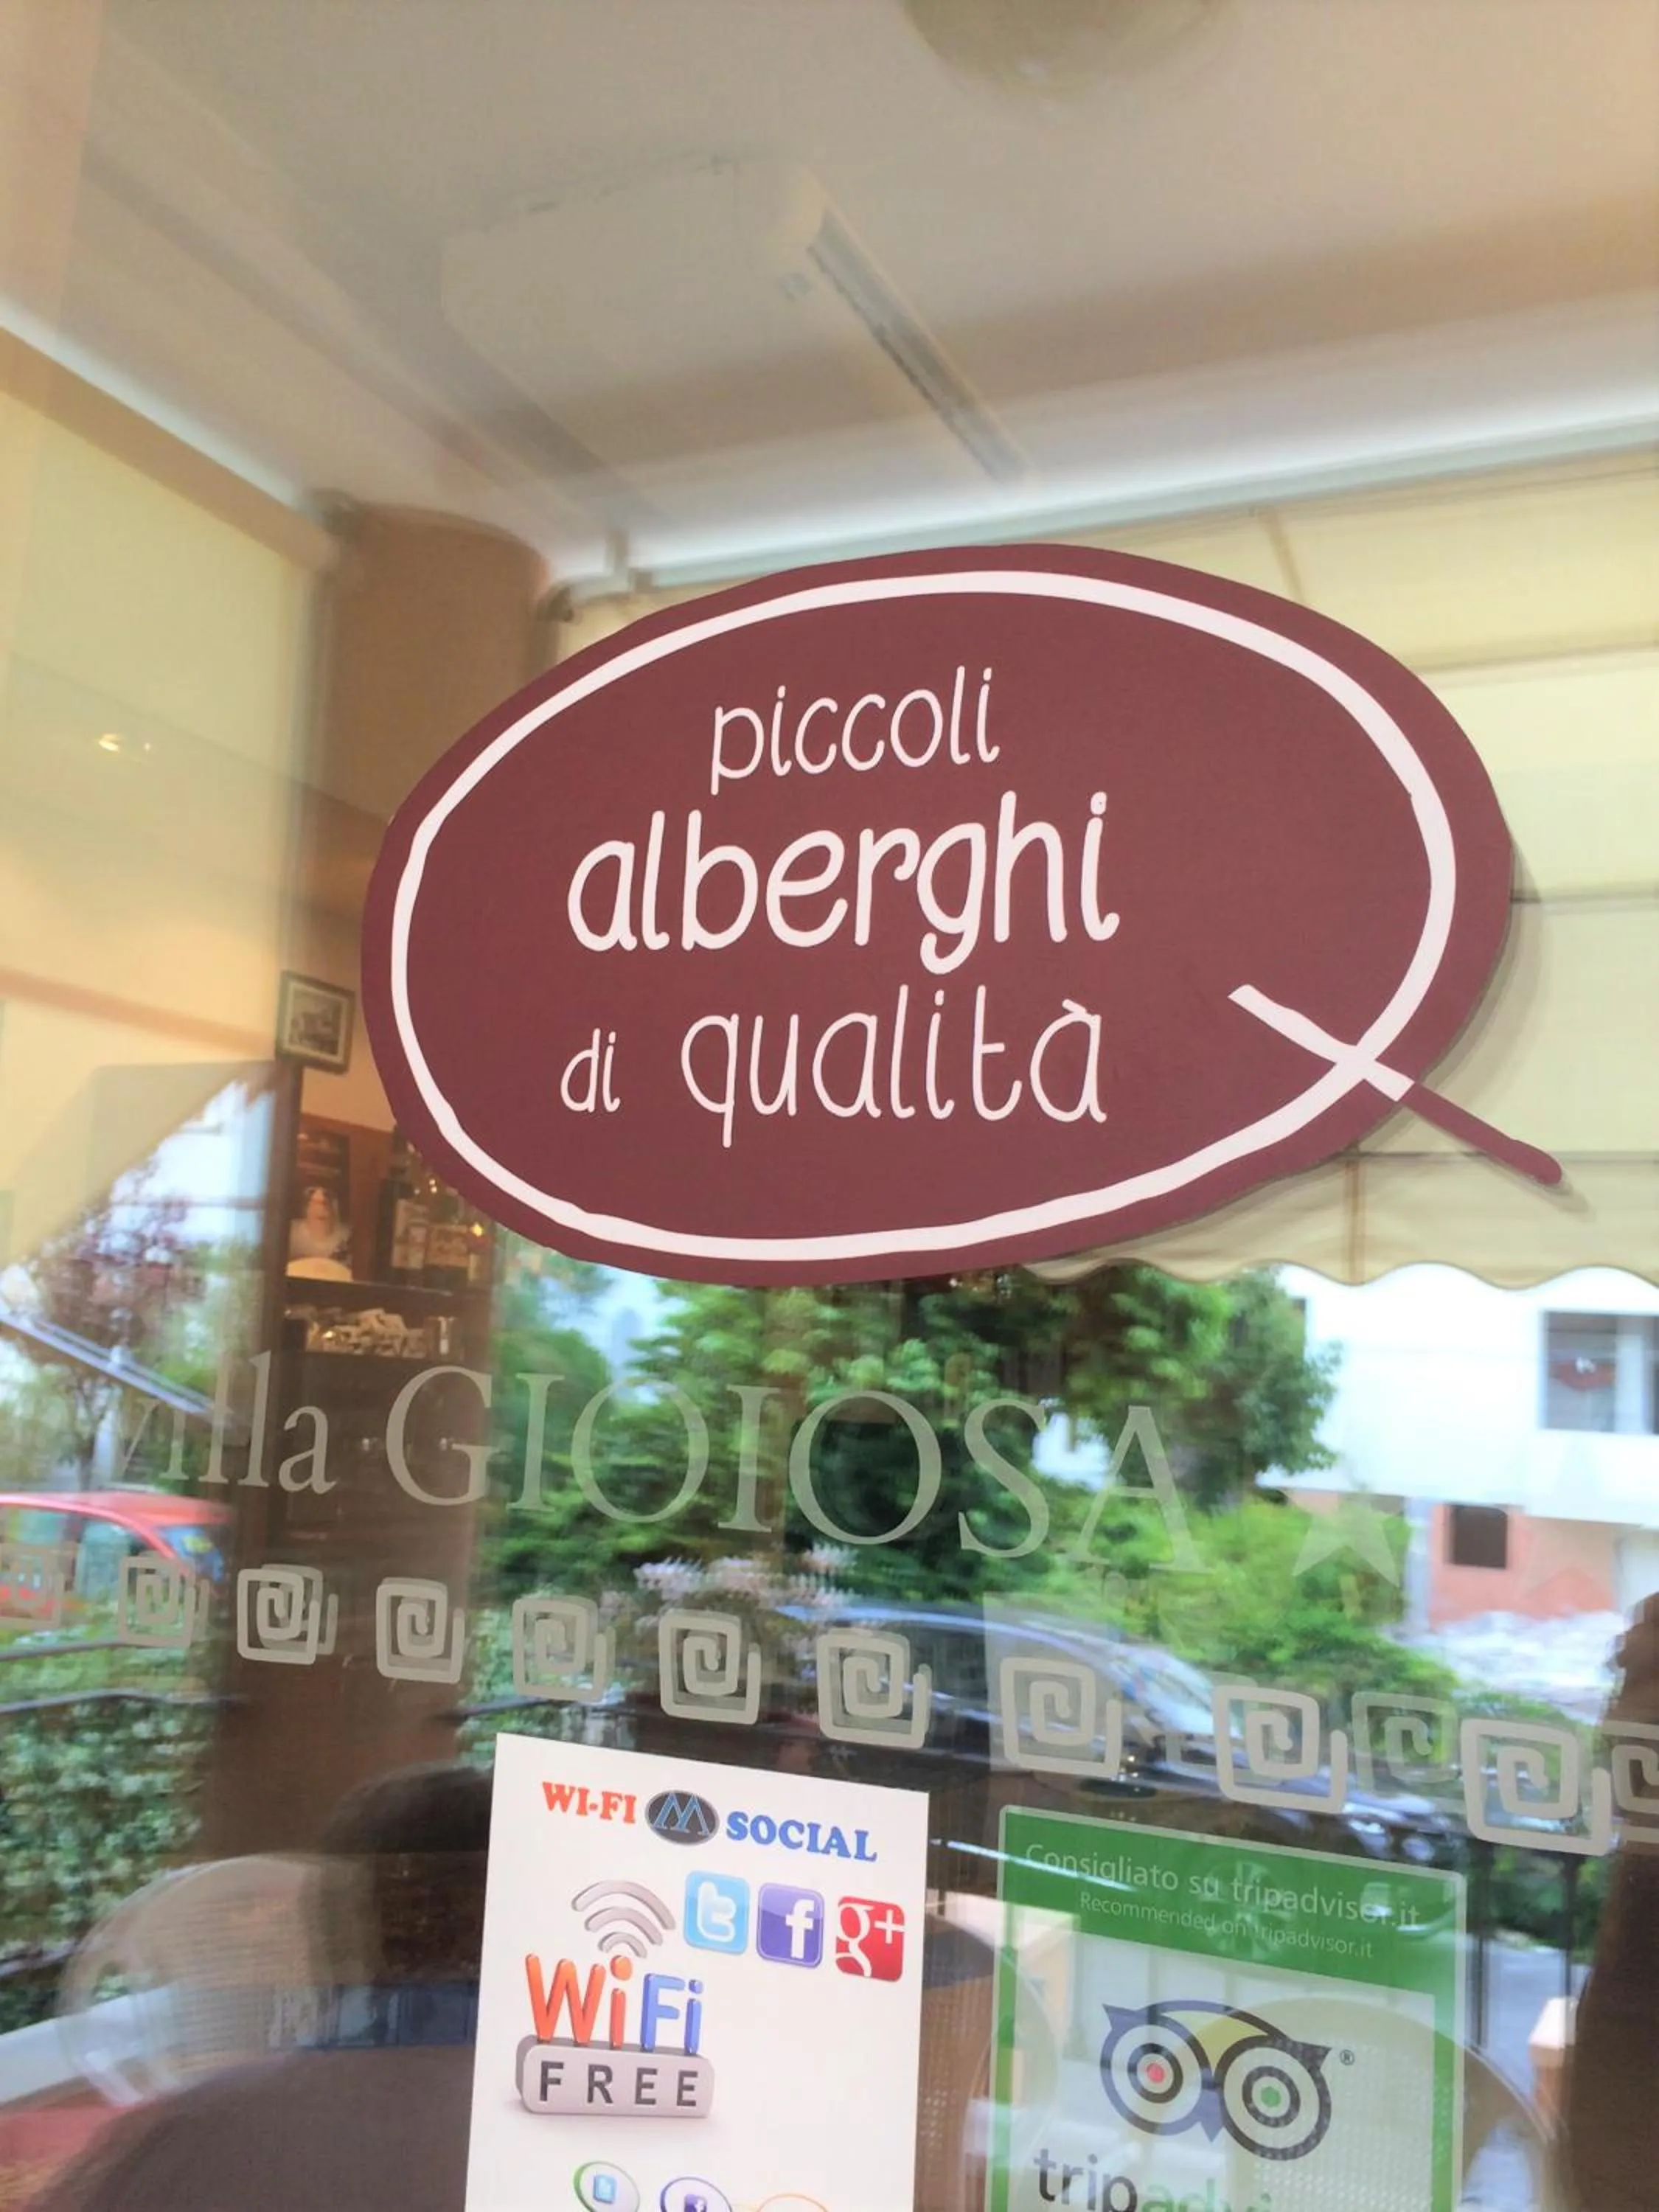 piccoli
alberghi
di qualità
villa GIOIOSA
WI-FI M SOCIAL
WiFi
FREE
Consigliato su tripadvisor.it
Recommended on tripadvisor.it
tripadvi